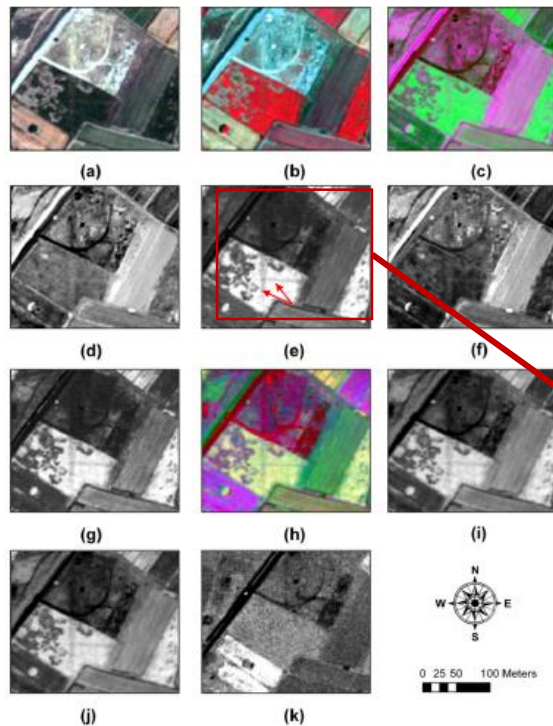 (a) (b) (c)
(d) (e) (f)
(g) (h) (i)
N
W E
S
0 25 50 100 Meters
(j) (k)